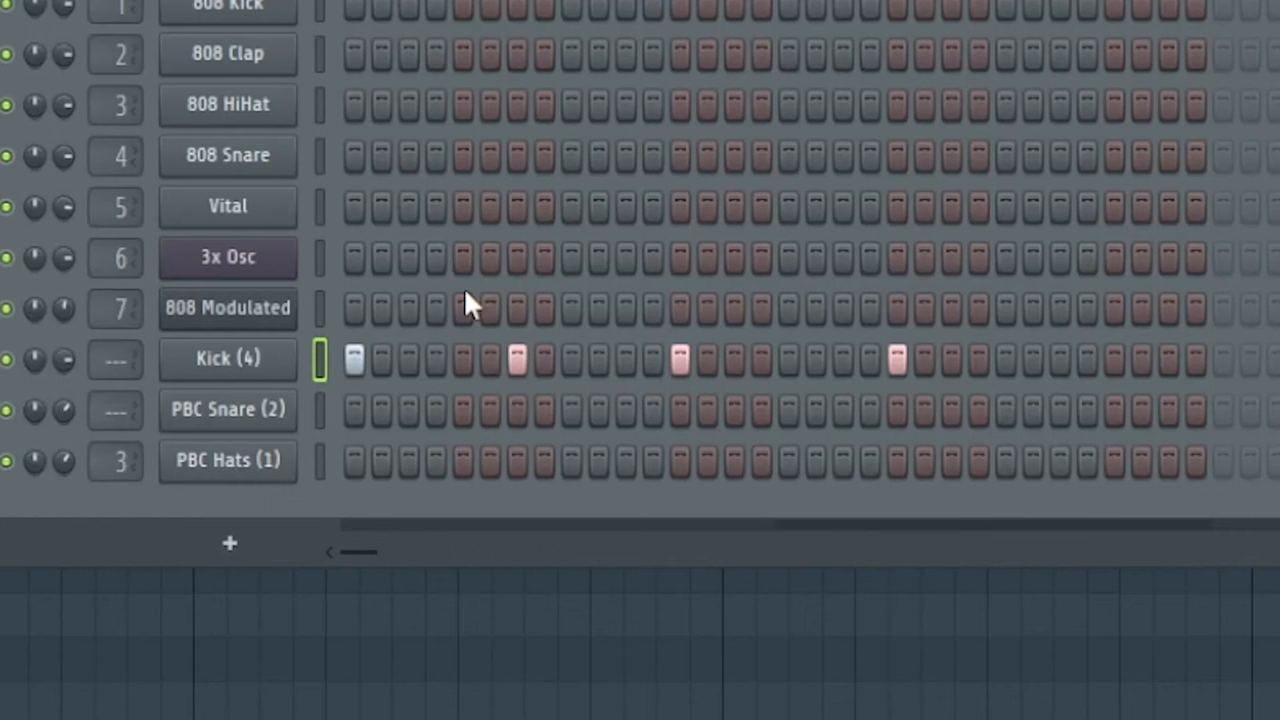 1 808 Kick
2 808 Clap
3 808 HiHat
4 808 Snare
5 Vital
6 3x Osc
7 808 Modulated
--- Kick (4)
--- PBC Snare (2)
3 PBC Hats (1)
+